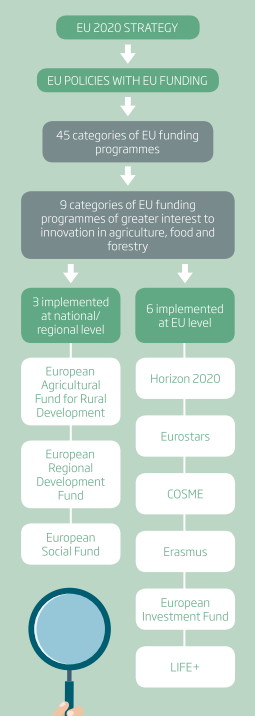 EU 2020 STRATEGY
EU POLICIES WITH EU FUNDING
45 categories of EU funding
programmes
9 categories of EU funding
programmes of greater interest to
innovation in agriculture, food and
forestry
3 implemented
at national/
regional level
European
Agricultural
Fund for Rural
Development
European
Regional
Development
Fund
European
Social Fund
6 implemented
at EU level
Horizon 2020
Eurostars
COSME
Erasmus
European
Investment Fund
LIFE+